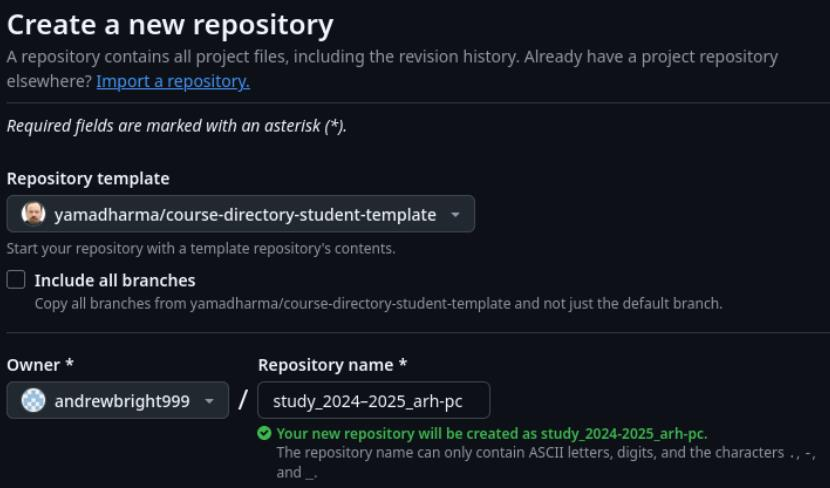 Create a new repository
A repository contains all project files, including the revision history. Already have a project repository
elsewhere? Import a repository.
Required fields are marked with an asterisk (*).
Repository template
yamadharma/course-directory-student-template
Start your repository with a template repository's contents.
Include all branches
Copy all branches from yamadharma/course-directory-student-template and not just the default branch.
Owner * Repository name *
andrewbright999 / study_2024–2025_arh-pc
Your new repository will be created as study_2024-2025_arh-pc.
The repository name can only contain ASCII letters, digits, and the characters ., -,
and _.